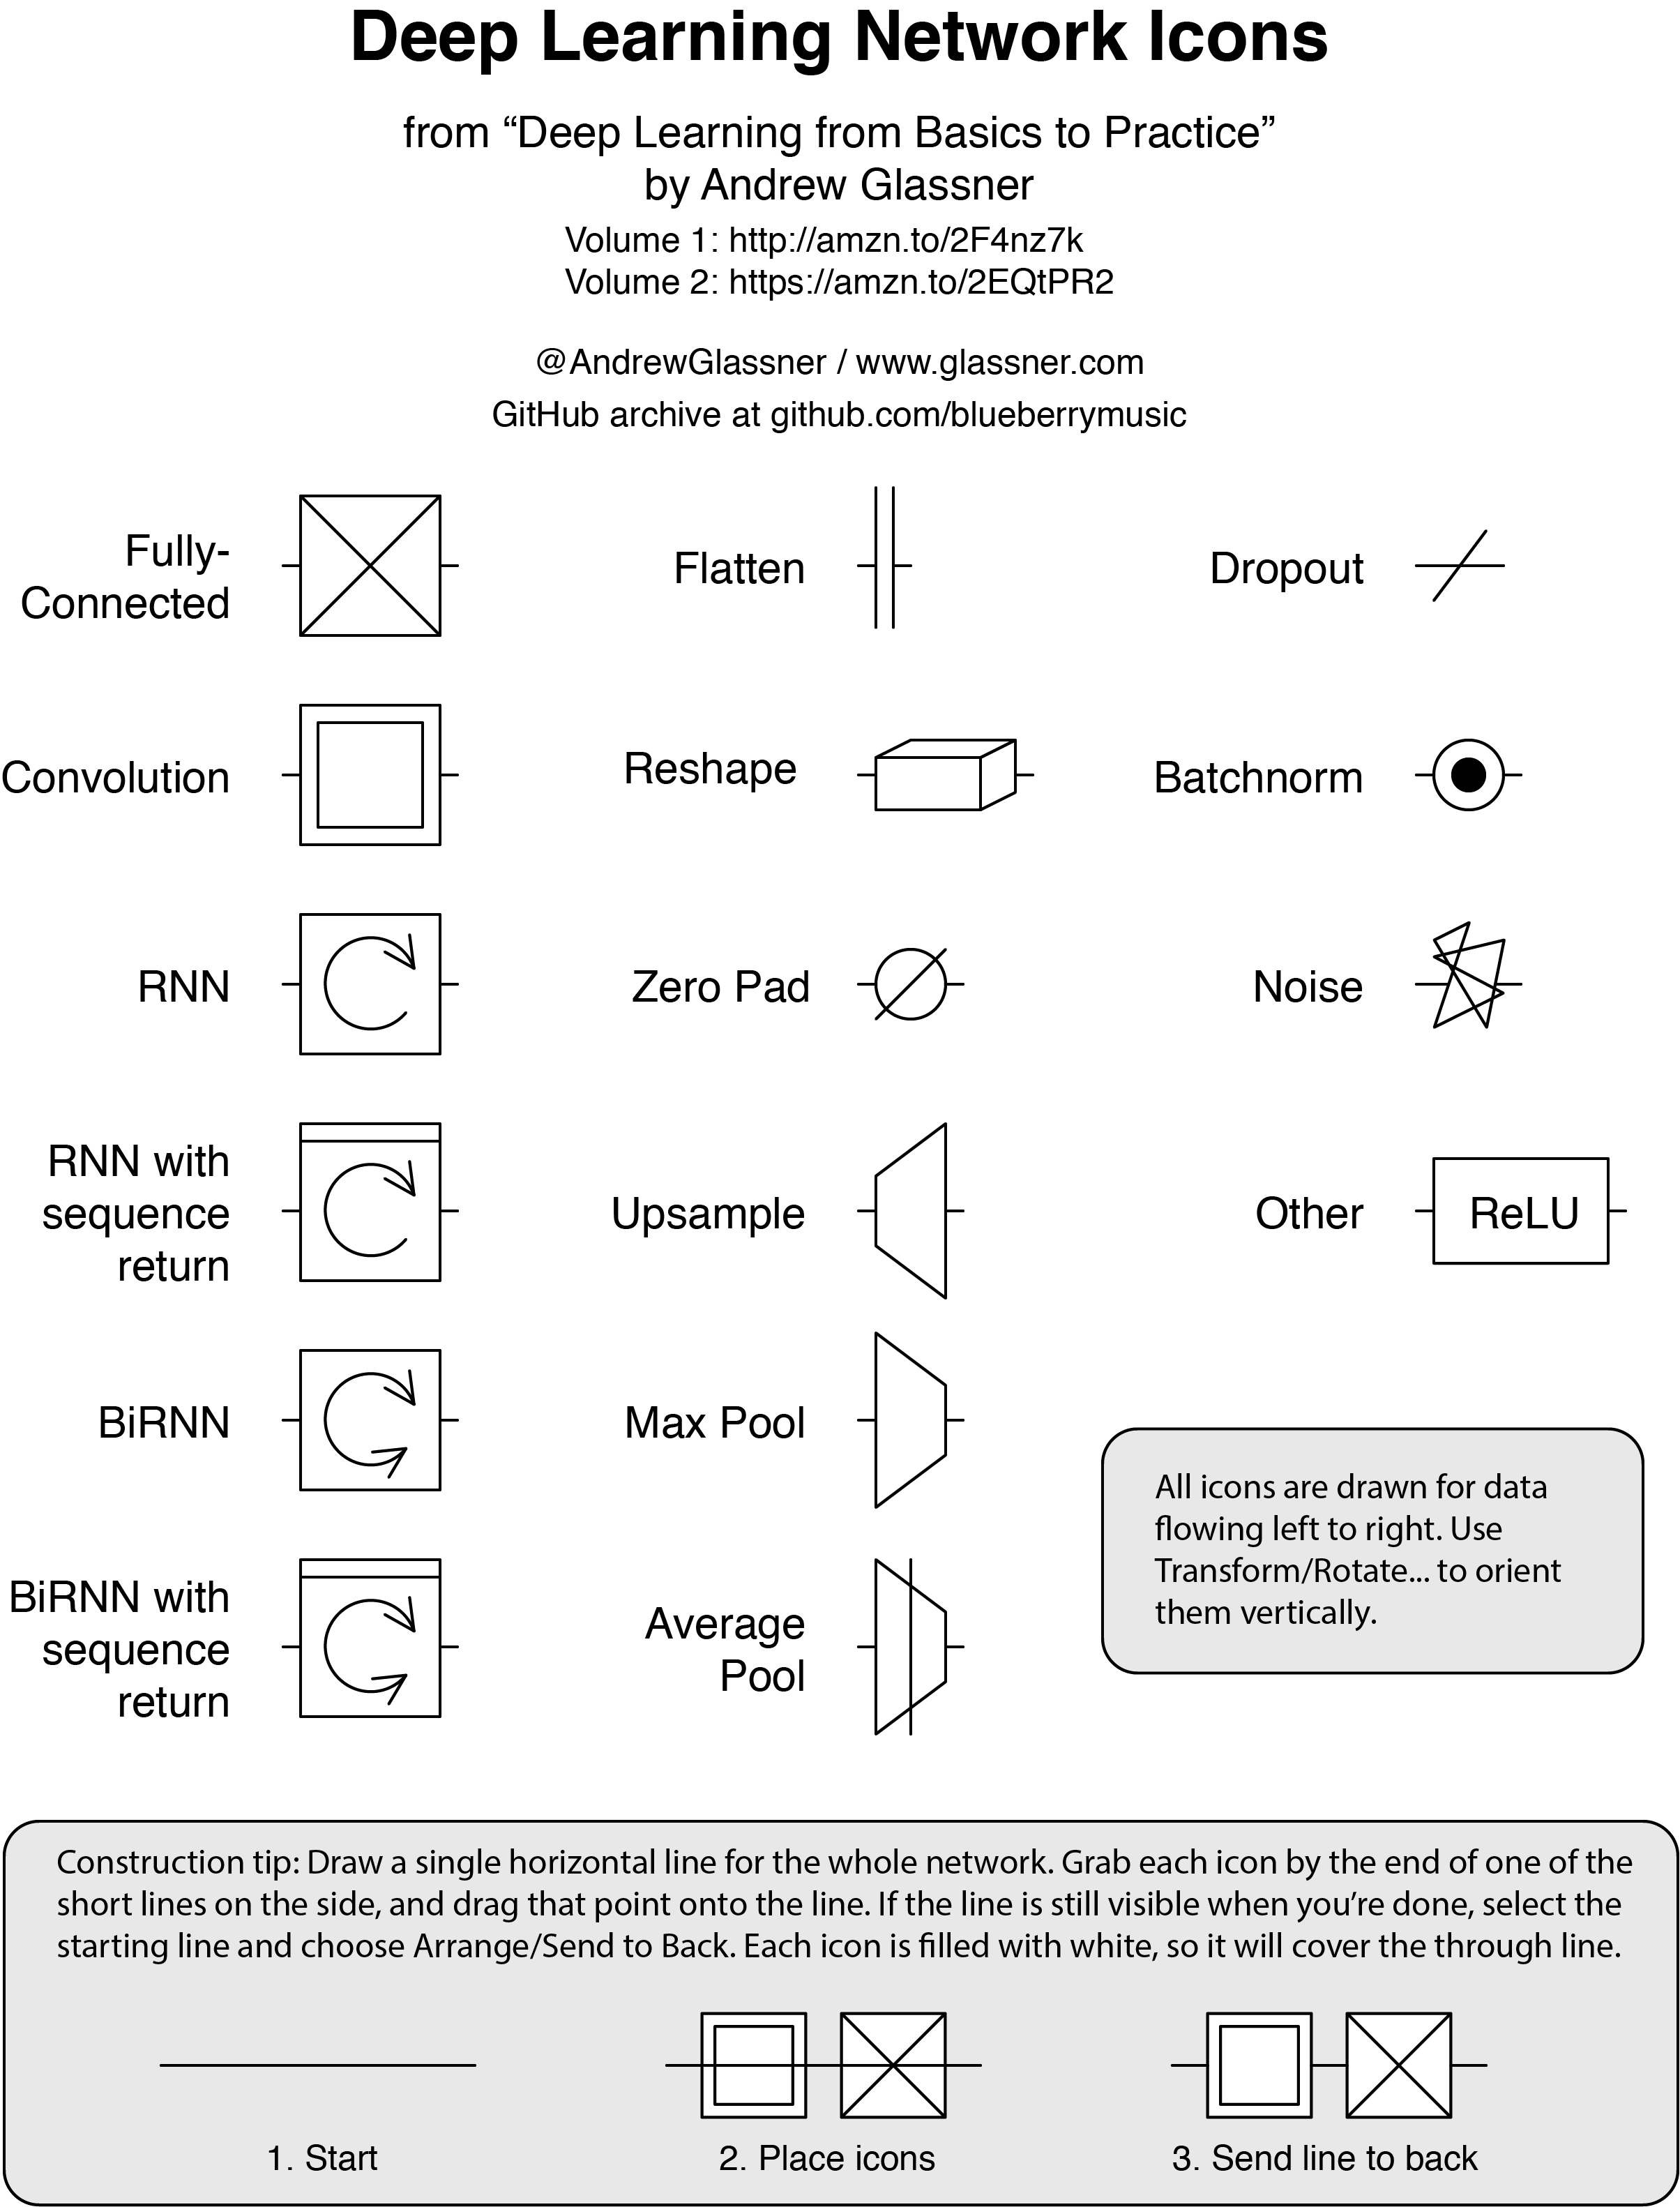 Deep Learning Network Icons
from “Deep Learning from Basics to Practice”
by Andrew Glassner
Volume 1: http://amzn.to/2F4nz7k
Volume 2: https://amzn.to/2EQtPR2
@AndrewGlassner / www.glassner.com
GitHub archive at github.com/blueberrymusic
Fully-
Connected
Flatten
Dropout
Convolution
Reshape
Batchnorm
RNN
Zero Pad
Noise
RNN with
sequence
return
Upsample
Other
ReLU
BiRNN
Max Pool
BiRNN with
sequence
return
Average
Pool
All icons are drawn for data
flowing left to right. Use
Transform/Rotate... to orient
them vertically.
Construction tip: Draw a single horizontal line for the whole network. Grab each icon by the end of one of the
short lines on the side, and drag that point onto the line. If the line is still visible when you’re done, select the
starting line and choose Arrange/Send to Back. Each icon is filled with white, so it will cover the through line.
1. Start
2. Place icons
3. Send line to back